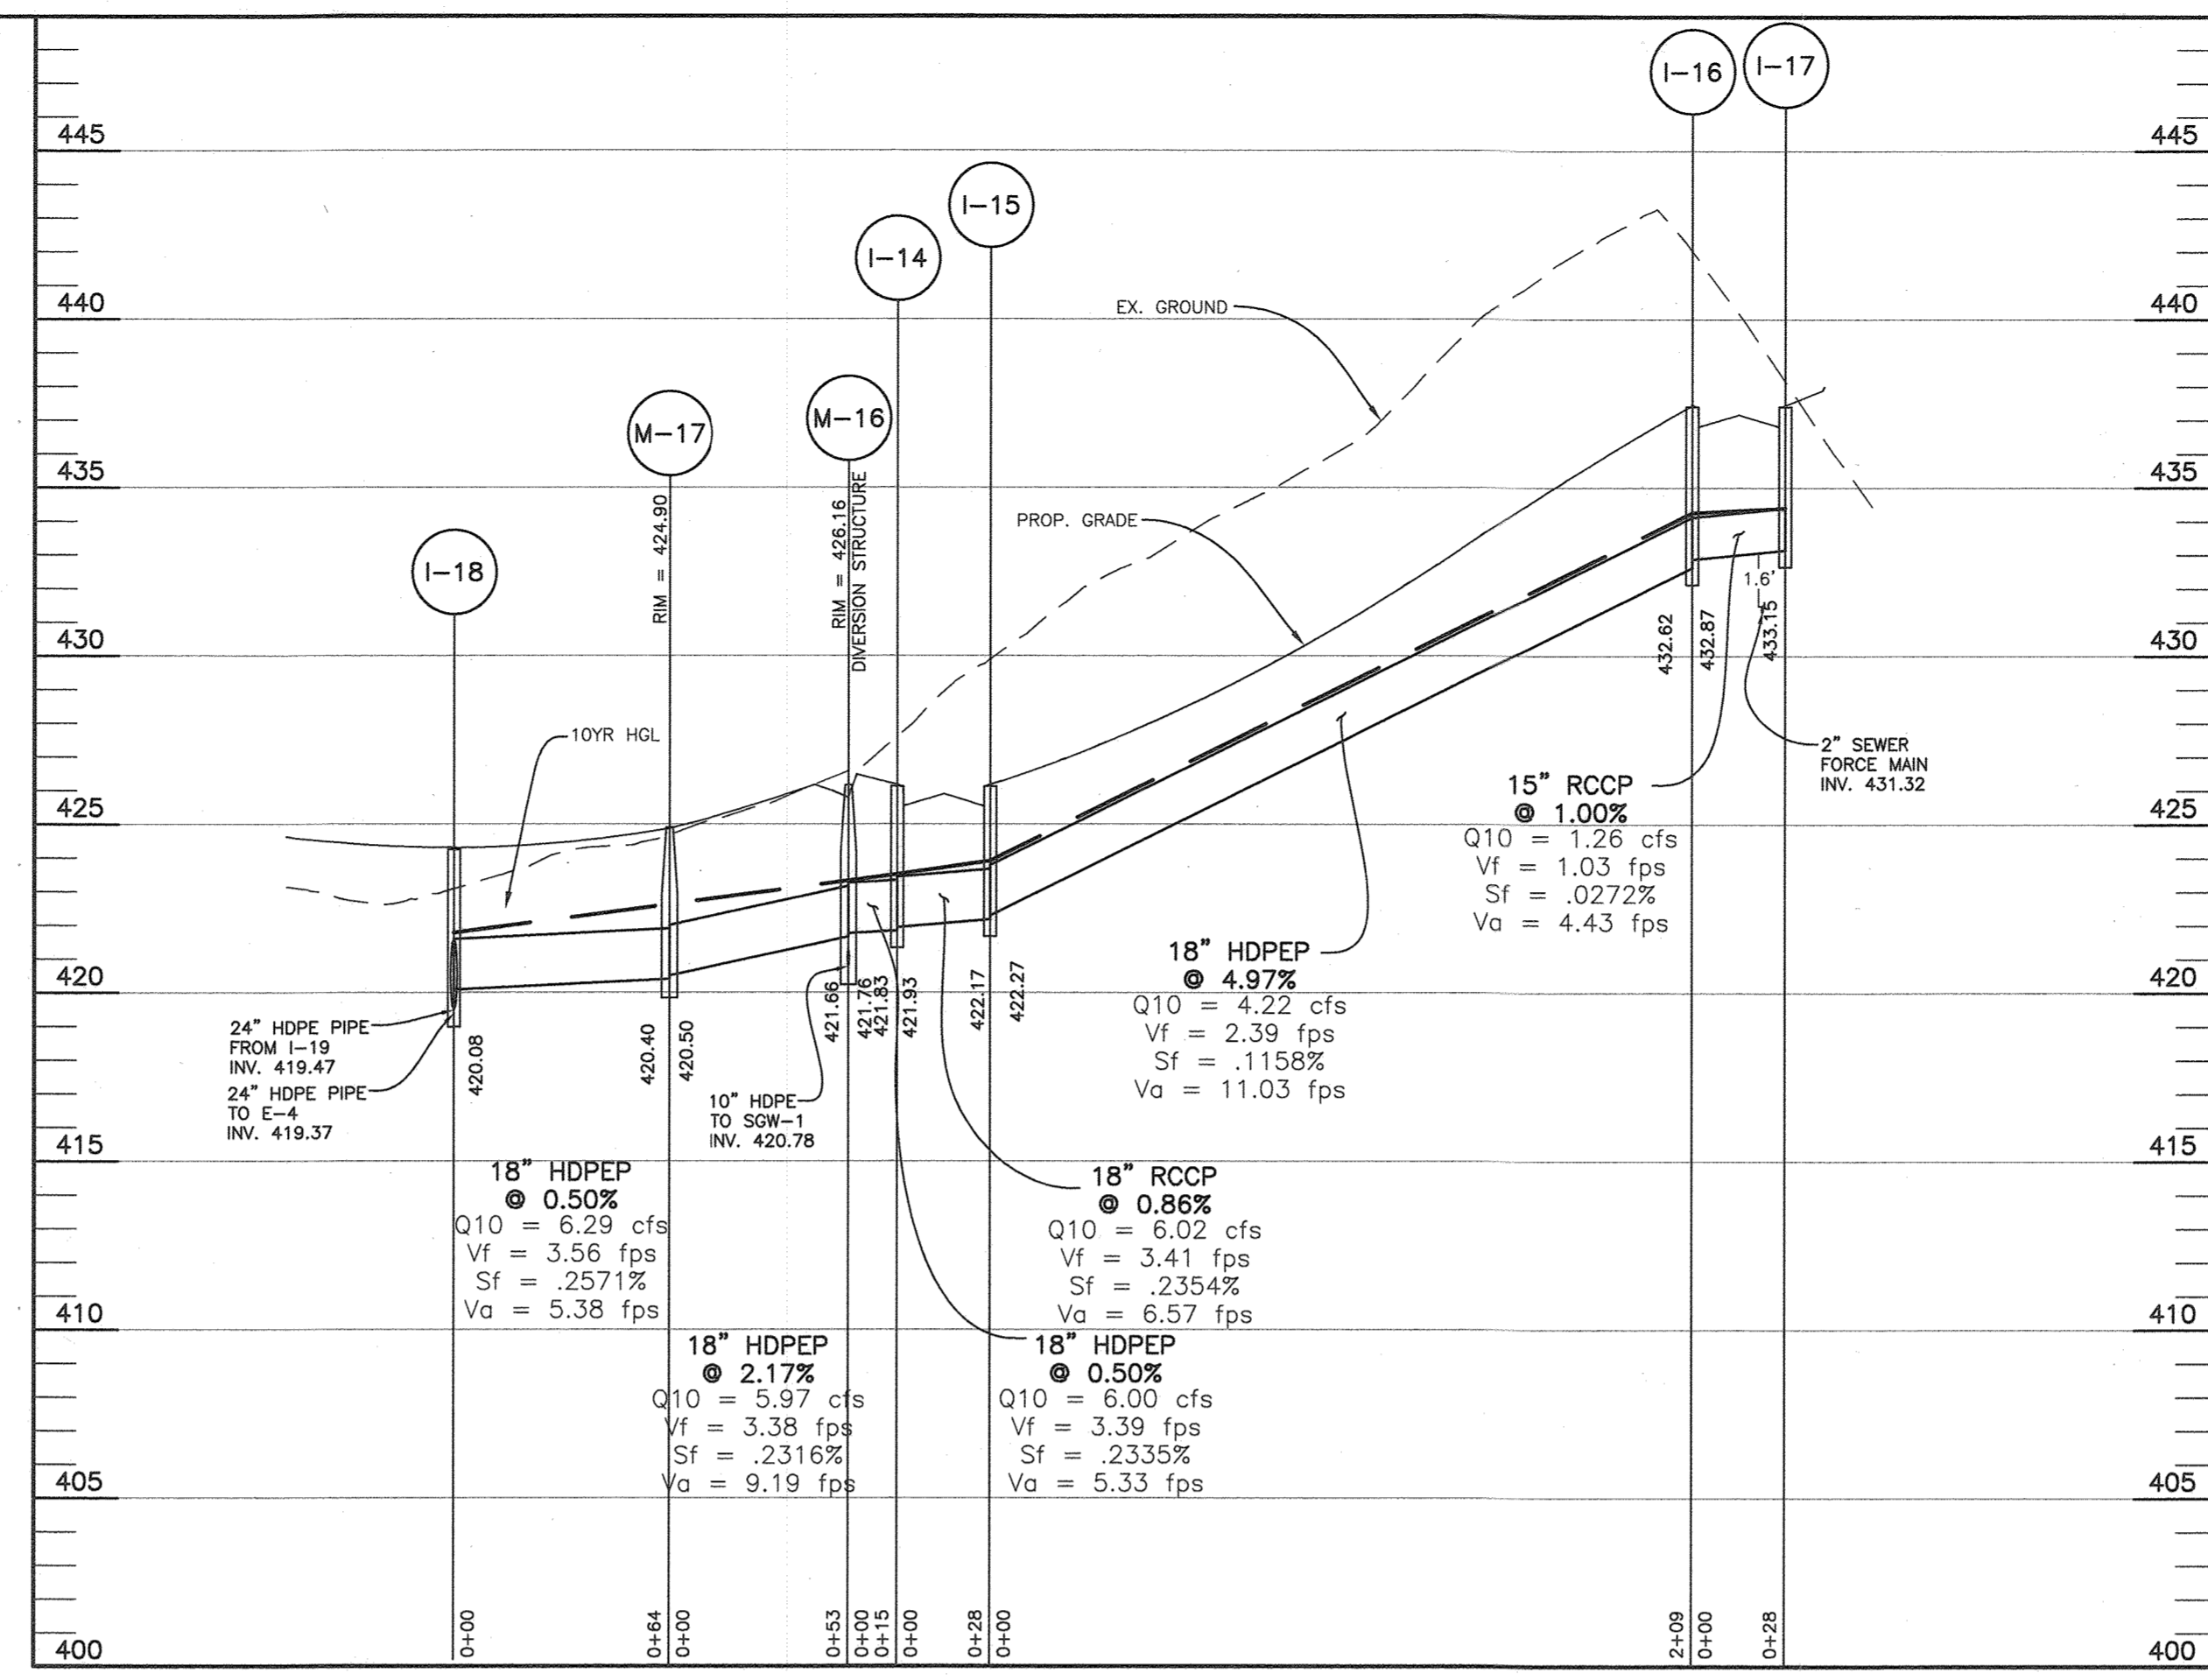 I-16
I-17
445
445
I-15
I-14
440
440
EX. GROUND
M-17
M-16
435
435
RIM = 424.90
RIM = 426.16
DIVERSION STRUCTURE
PROP. GRADE
I-18
1.6'
430
430
432.62
432.87
433.15
10YR HGL
2" SEWER
FORCE MAIN
INV. 431.32
15" RCCP
@ 1.00%
Q10 = 1.26 cfs
Vf = 1.03 fps
Sf = .0272%
Va = 4.43 fps
425
425
18" HDPEP
@ 4.97%
Q10 = 4.22 cfs
Vf = 2.39 fps
Sf = .1158%
Va = 11.03 fps
420
420
24" HDPE PIPE
FROM I-19
INV. 419.47
24" HDPE PIPE
TO E-4
INV. 419.37
420.08
420.40
420.50
421.66
421.76
421.83
421.93
422.17
422.27
10" HDPE
TO SGW-1
INV. 420.78
415
415
18" HDPEP
@ 0.50%
Q10 = 6.29 cfs
Vf = 3.56 fps
Sf = .2571%
Va = 5.38 fps
18" RCCP
@ 0.86%
Q10 = 6.02 cfs
Vf = 3.41 fps
Sf = .2354%
Va = 6.57 fps
410
410
18" HDPEP
@ 2.17%
Q10 = 5.97 cfs
Vf = 3.38 fps
Sf = .2316%
Va = 9.19 fps
18" HDPEP
@ 0.50%
Q10 = 6.00 cfs
Vf = 3.39 fps
Sf = .2335%
Va = 5.33 fps
405
405
0+00
0+64
0+00
0+53
0+00
0+15
0+00
0+28
0+00
2+09
0+00
0+28
400
400